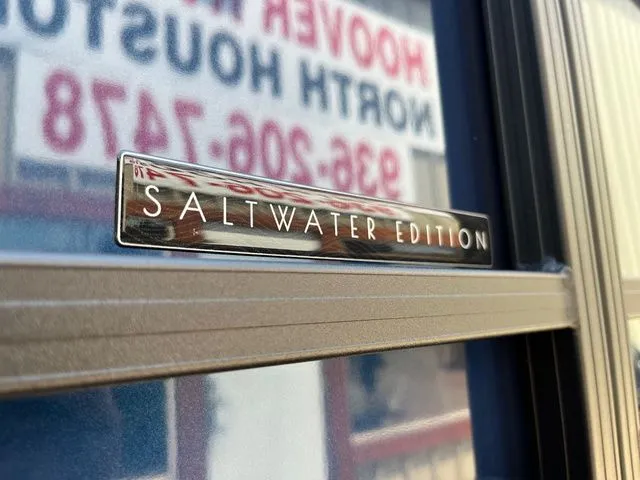 HOOVER
NORTH HOUSTON
936-206-7478
SALTWATER EDITION